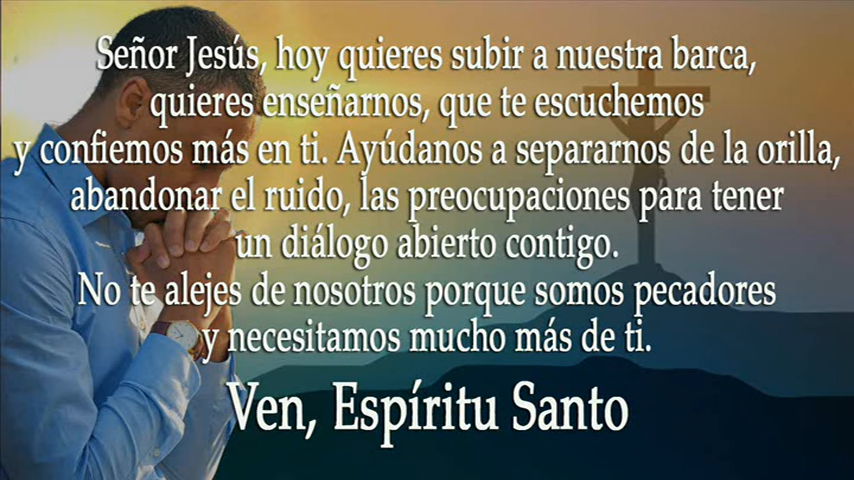 Señor Jesús, hoy quieres subir a nuestra barca,
quieres enseñarnos, que te escuchemos
y confiemos más en ti. Ayúdanos a separarnos de la orilla,
abandonar el ruido, las preocupaciones para tener
un diálogo abierto contigo.
No te alejes de nosotros porque somos pecadores
y necesitamos mucho más de ti.
Ven, Espíritu Santo